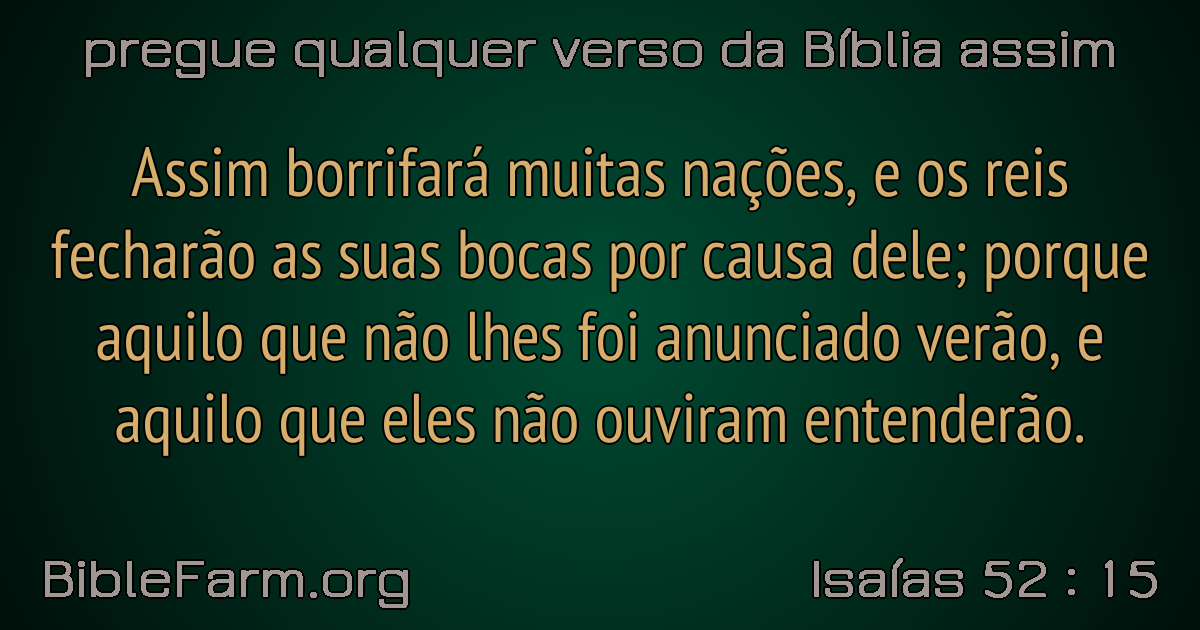 pregue qualquer verso da Bíblia assim
Assim borrifará muitas nações, e os reis
fecharão as suas bocas por causa dele; porque
aquilo que não lhes foi anunciado verão, e
aquilo que eles não ouviram entenderão.
BibleFarm.org
Isaías 52 : 15